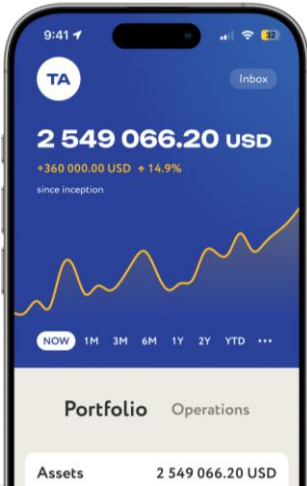 9:41
32
TA
Inbox
2 549 066.20 USD
+360 000.00 USD ↑ 14.9%
since inception
NOW 1M 3M 6M 1Y 2Y YTD •••
Portfolio Operations
Assets 2 549 066.20 USD